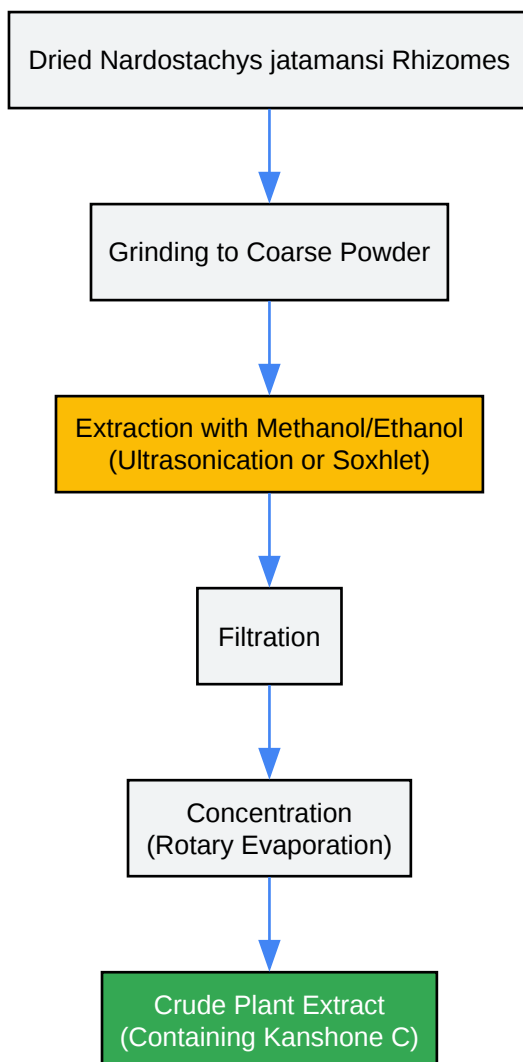 Dried Nardostachys jatamansi Rhizomes
Grinding to Coarse Powder
Extraction with Methanol/Ethanol
(Ultrasonication or Soxhlet)
Filtration
Concentration
(Rotary Evaporation)
Crude Plant Extract
(Containing Kanshone C)